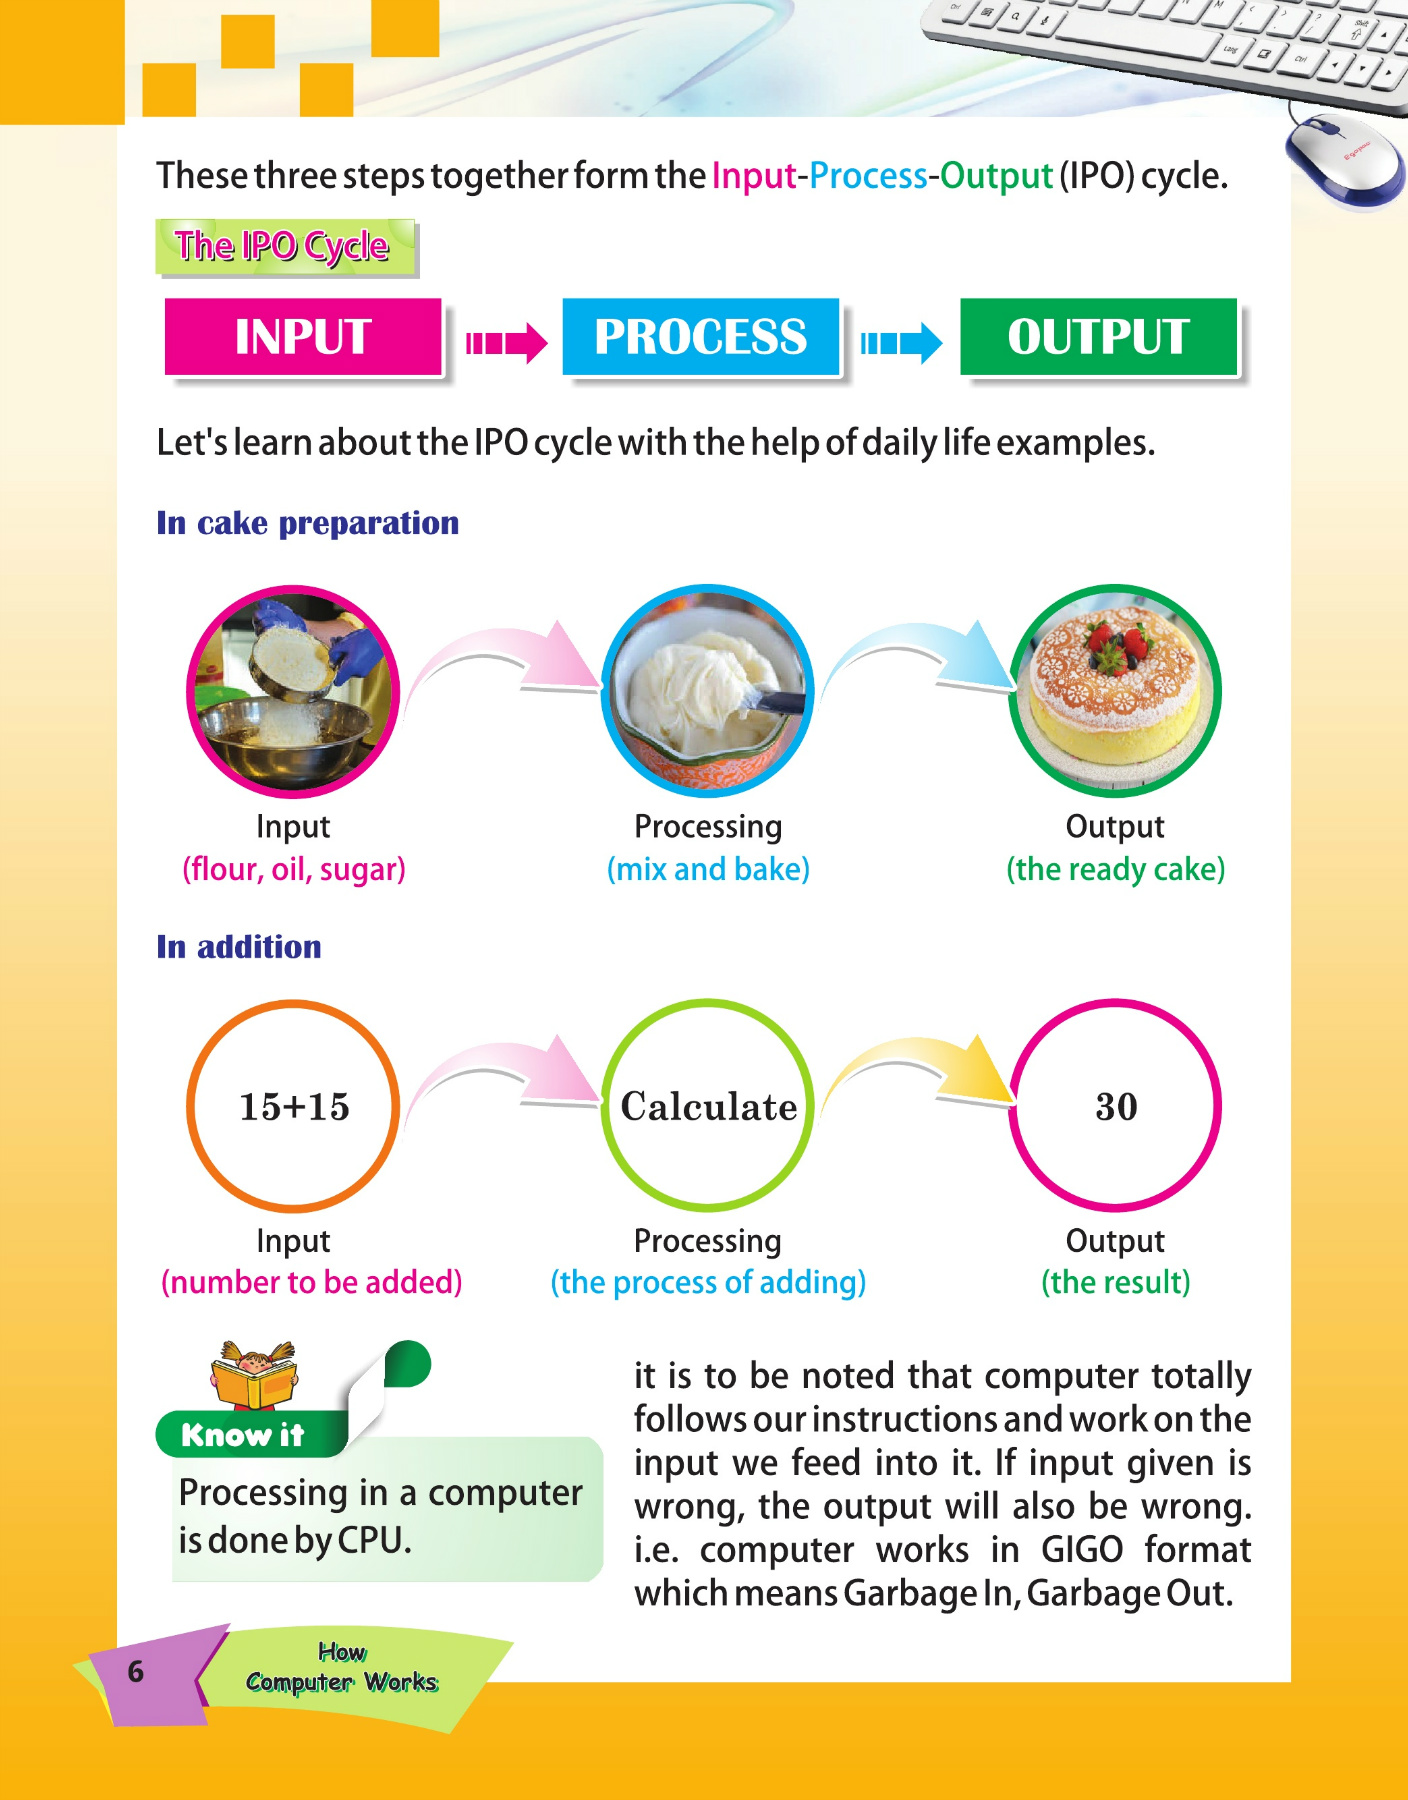 These three steps together form the Input-Process-Output (IPO) cycle.
The IPO Cycle
INPUT
PROCESS
OUTPUT
Let's learn about the IPO cycle with the help of daily life examples.
In cake preparation
Input
(flour, oil, sugar)
Processing
(mix and bake)
Output
(the ready cake)
In addition
15+15
Calculate
30
Input
(number to be added)
Processing
(the process of adding)
Output
(the result)
Know it
Processing in a computer
is done by CPU.
it is to be noted that computer totally
follows our instructions and work on the
input we feed into it. If input given is
wrong, the output will also be wrong.
i.e. computer works in GIGO format
which means Garbage In, Garbage Out.
6
How
Computer Works